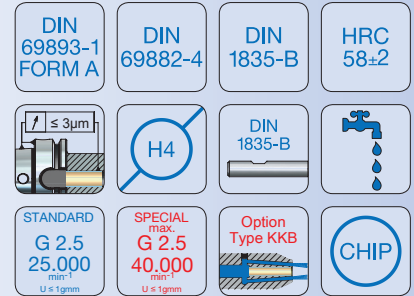 DIN
69893-1
FORM A
DIN
69882-4
DIN
1835-B
HRC
58±2
↗ ≤ 3µm
H4
DIN
1835-B
STANDARD
G 2.5
25.000
min⁻¹
U ≤ 1gmm
SPECIAL
max.
G 2.5
40.000
min⁻¹
U ≤ 1gmm
Option
Type KKB
CHIP